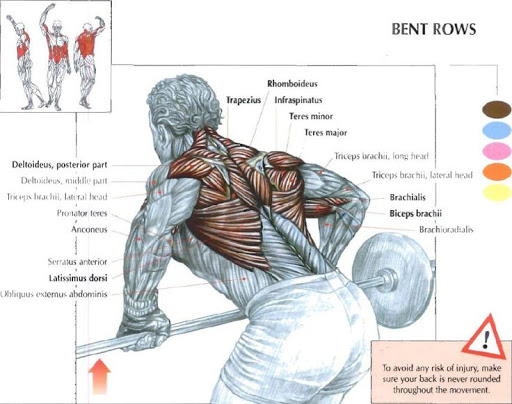 BENT ROWS
Rhomboideus
Trapezius
Infraspinatus
Teres minor
Teres major
Triceps brachii, long head
Triceps brachii, lateral head
Brachialis
Biceps brachii
Brachioradialis
Deltoideus, posterior part
Deltoideus, middle part
Triceps brachii, lateral head
Pronator teres
Anconeus
Serratus anterior
Latissimus dorsi
Obliquus externus abdominis
!
To avoid any risk of injury, make
sure your back is never rounded
throughout the movement.